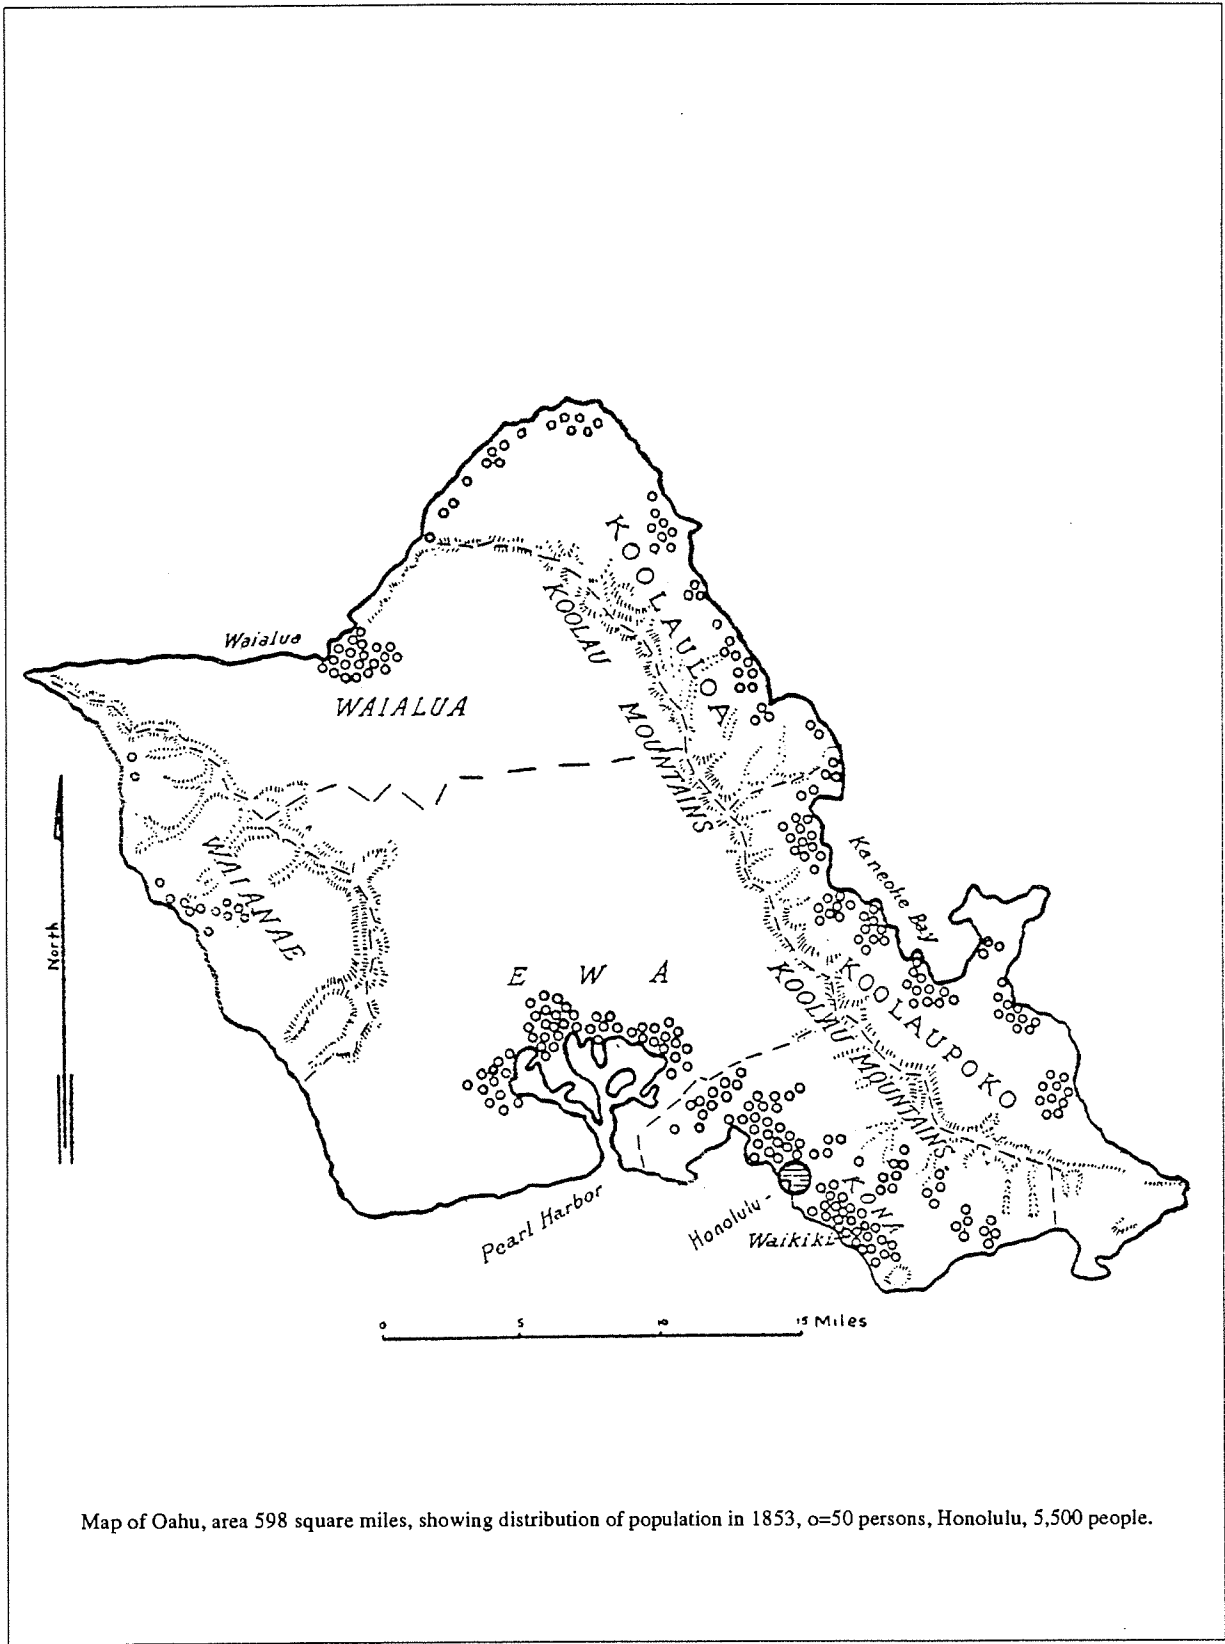 KOOLAULOA
KOOLAU MOUNTAINS
Waialua
WAIALUA
WAIANAE
Kaneohe Bay
North
E W A
KOOLAUPOKO
KOOLAU MOUNTAINS
Pearl Harbor
Honolulu
KONA
Waikiki
0 5 10 15 Miles
Map of Oahu, area 598 square miles, showing distribution of population in 1853, o=50 persons, Honolulu, 5,500 people.